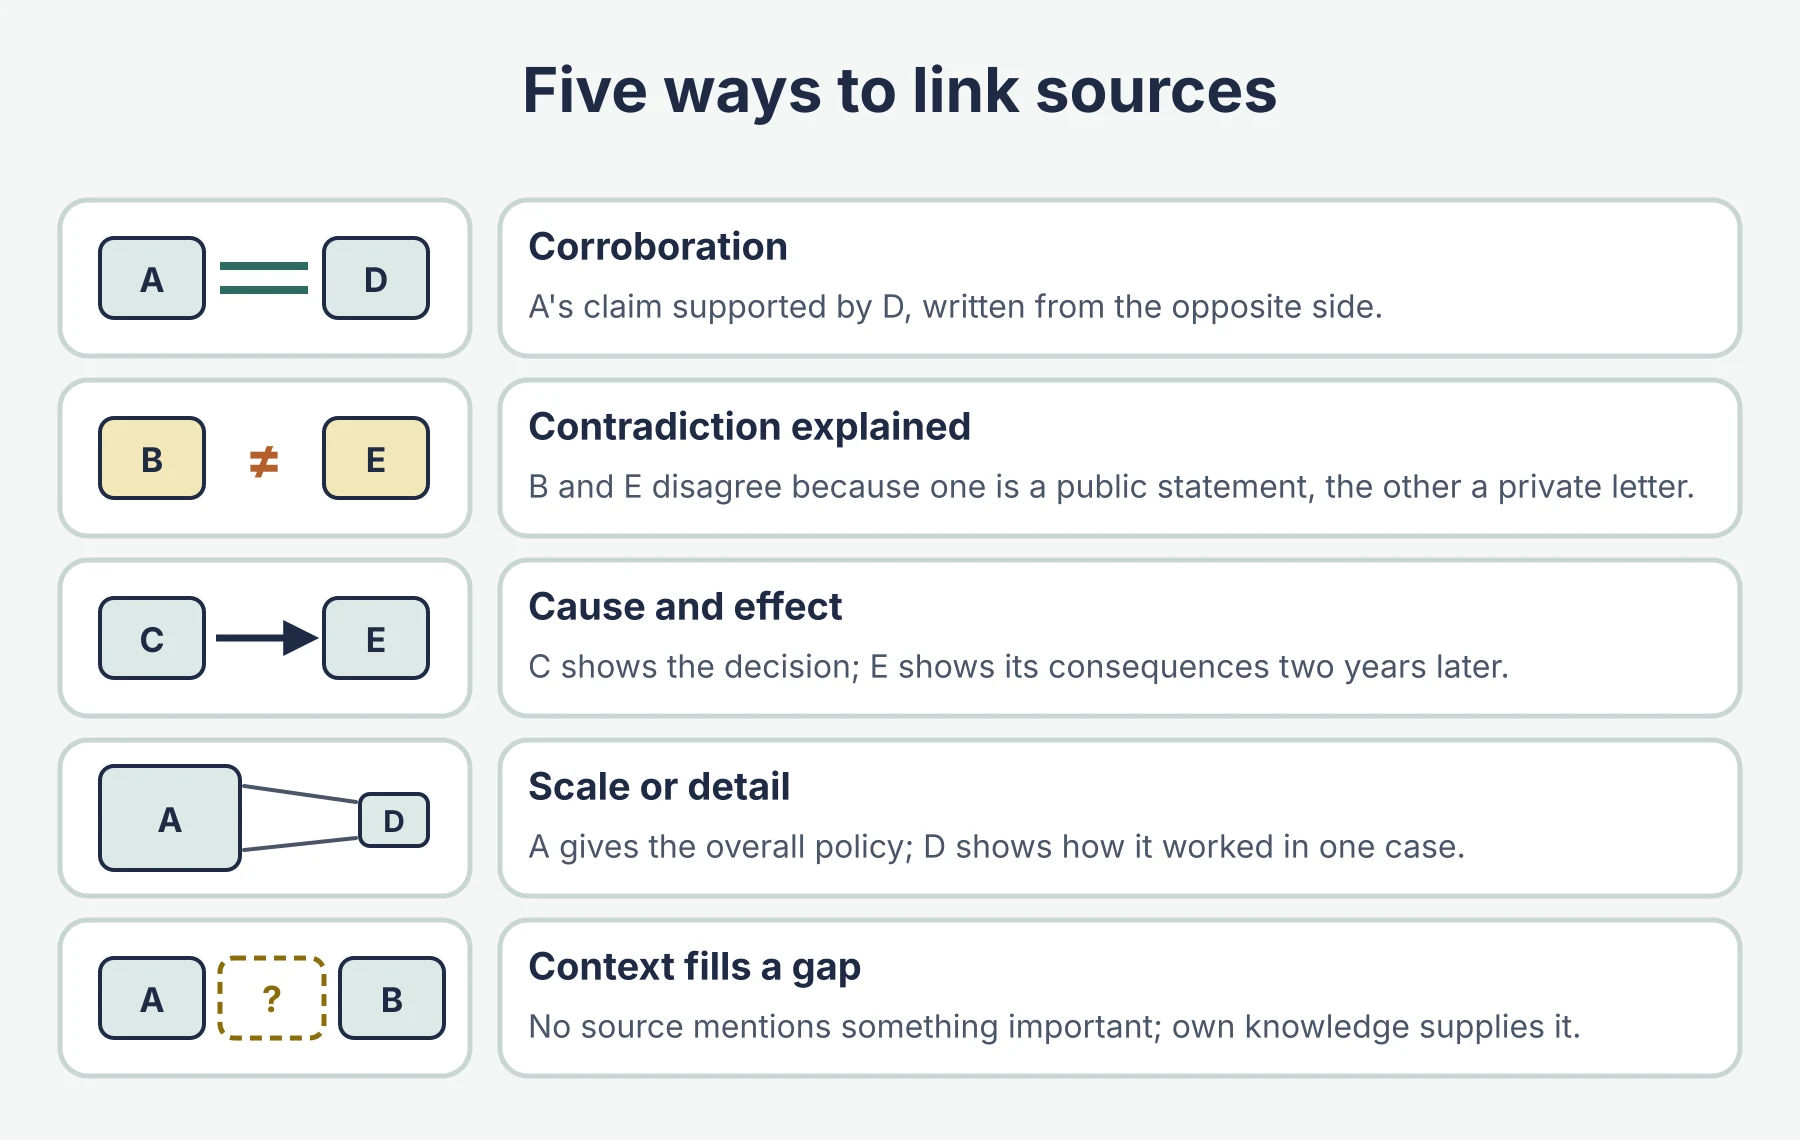 Five ways to link sources
A D
Corroboration
A's claim supported by D, written from the opposite side.
B ≠ E
Contradiction explained
B and E disagree because one is a public statement, the other a private letter.
C E
Cause and effect
C shows the decision; E shows its consequences two years later.
A D
Scale or detail
A gives the overall policy; D shows how it worked in one case.
A ? B
Context fills a gap
No source mentions something important; own knowledge supplies it.